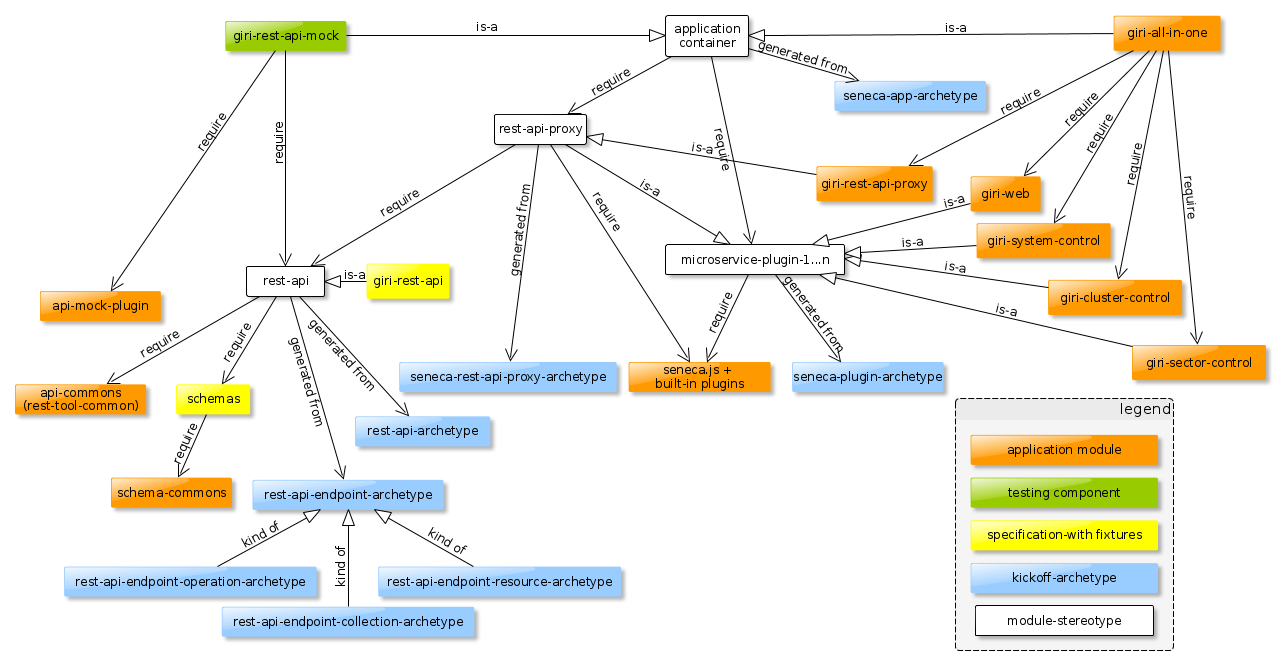 giri-rest-api-mock
is-a
application
container
is-a
giri-all-in-one
generated from
seneca-app-archetype
require
require
require
require
require
require
require
require
require
rest-api-proxy
is-a
giri-rest-api-proxy
giri-web
is-a
giri-system-control
is-a
giri-cluster-control
is-a
giri-sector-control
is-a
require
generated from
require
is-a
microservice-plugin-1...n
require
generated from
rest-api
is-a
giri-rest-api
api-mock-plugin
require
require
generated from
generated from
api-commons
(rest-tool-common)
schemas
seneca-rest-api-proxy-archetype
seneca.js +
built-in plugins
seneca-plugin-archetype
rest-api-archetype
require
schema-commons
rest-api-endpoint-archetype
kind of
kind of
kind of
rest-api-endpoint-operation-archetype
rest-api-endpoint-resource-archetype
rest-api-endpoint-collection-archetype
legend
application module
testing component
specification-with fixtures
kickoff-archetype
module-stereotype